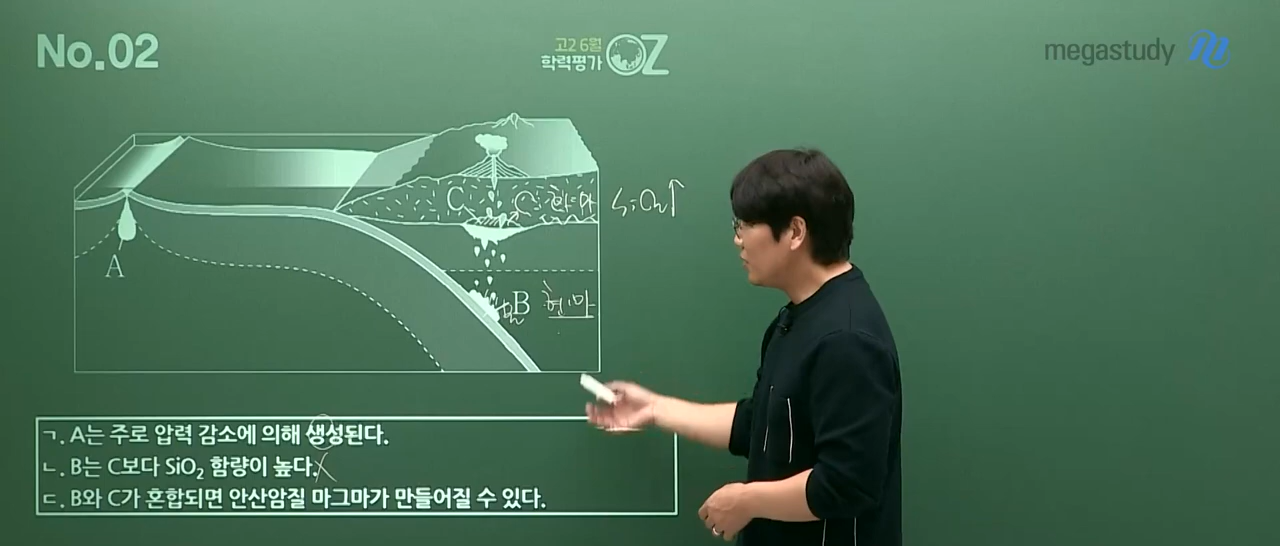 No.02
고2 6월
학력평가 OZ
megastudy
C C 화마 SiO₂↑
A
B 현마
ㄱ. A는 주로 압력 감소에 의해 생성된다.
ㄴ. B는 C보다 SiO₂ 함량이 높다.
ㄷ. B와 C가 혼합되면 안산암질 마그마가 만들어질 수 있다.